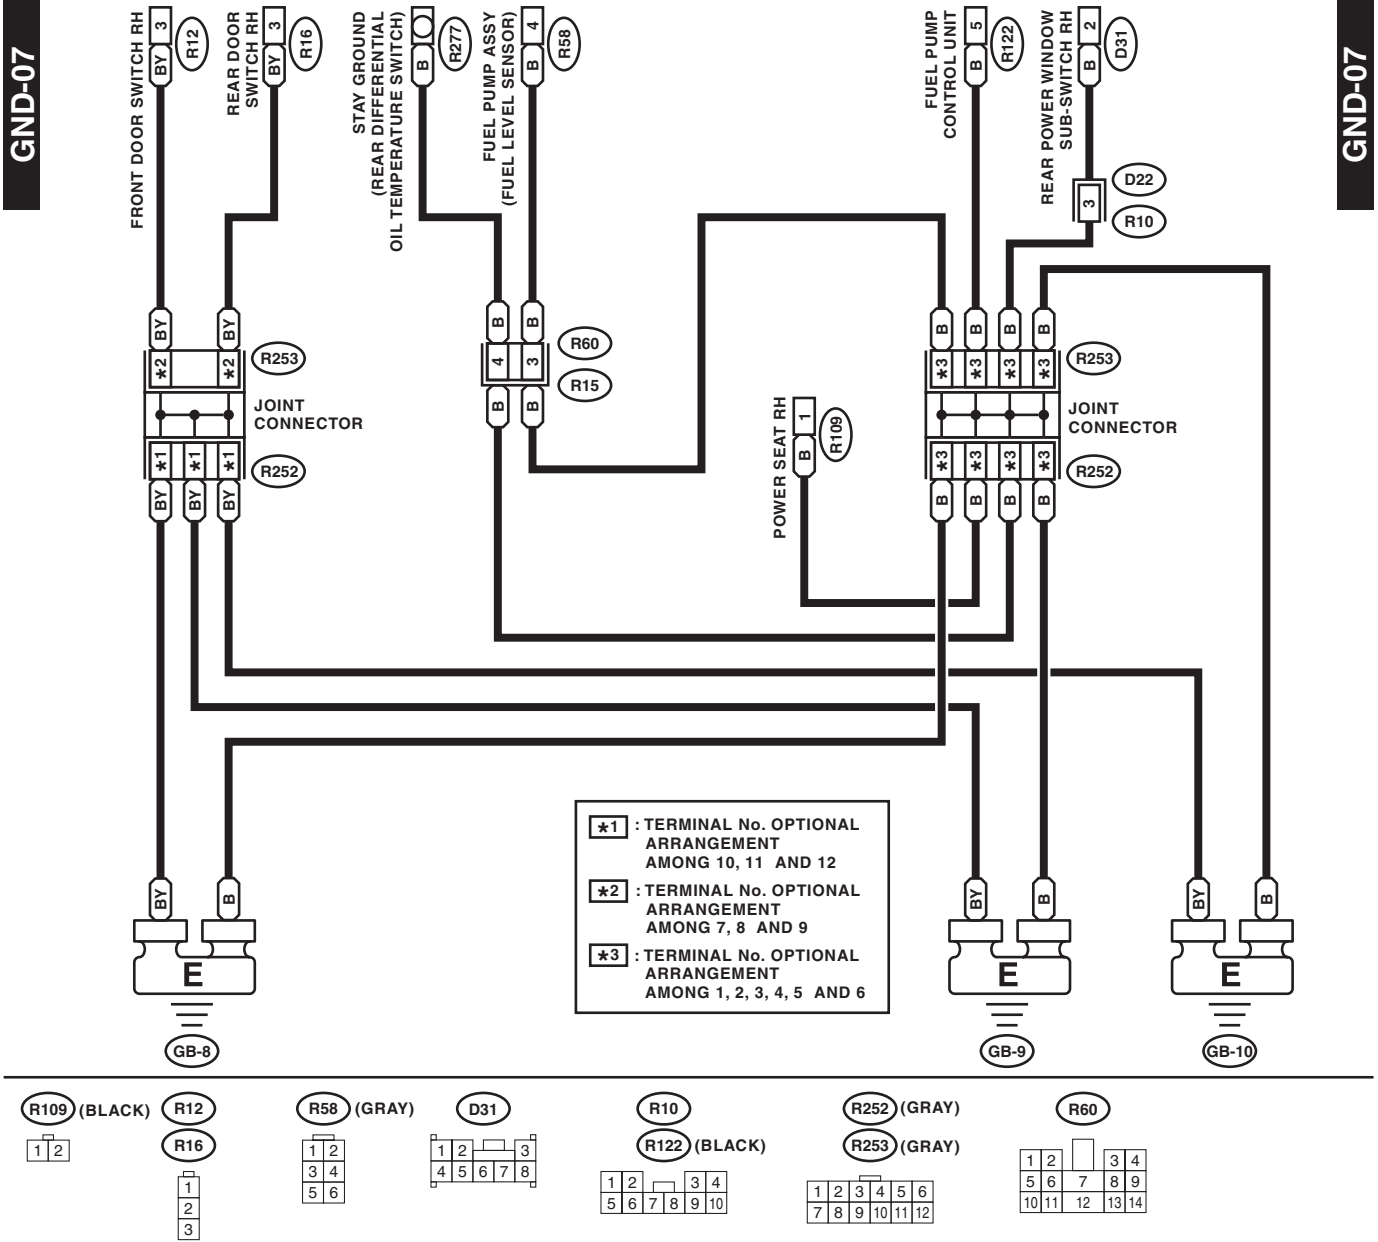 GND-07
GND-07
FRONT DOOR SWITCH RH
3
BY
R12
REAR DOOR
SWITCH RH
3
BY
R16
STAY GROUND
(REAR DIFFERENTIAL
OIL TEMPERATURE SWITCH)
B
R277
FUEL PUMP ASSY
(FUEL LEVEL SENSOR)
4
B
R58
FUEL PUMP
CONTROL UNIT
5
B
R122
REAR POWER WINDOW
SUB-SWITCH RH
2
B
D31
3
D22
R10
BY BY
*2 *2
R253
JOINT
CONNECTOR
*1 *1 *1
R252
BY BY BY
B B
4 3
R60
R15
B B
POWER SEAT RH
1
B
R109
B B B B
*3 *3 *3 *3
R253
JOINT
CONNECTOR
*3 *3 *3 *3
R252
B B B B
*1 : TERMINAL No. OPTIONAL
ARRANGEMENT
AMONG 10, 11 AND 12
*2 : TERMINAL No. OPTIONAL
ARRANGEMENT
AMONG 7, 8 AND 9
*3 : TERMINAL No. OPTIONAL
ARRANGEMENT
AMONG 1, 2, 3, 4, 5 AND 6
BY B
E
GB-8
BY B
E
GB-9
BY B
E
GB-10
R109 (BLACK)
1 2
R12
R16
1
2
3
R58 (GRAY)
1 2
3 4
5 6
D31
1 2 3
4 5 6 7 8
R10
R122 (BLACK)
1 2 3 4
5 6 7 8 9 10
R252 (GRAY)
R253 (GRAY)
1 2 3 4 5 6
7 8 9 10 11 12
R60
1 2 3 4
5 6 7 8 9
10 11 12 13 14